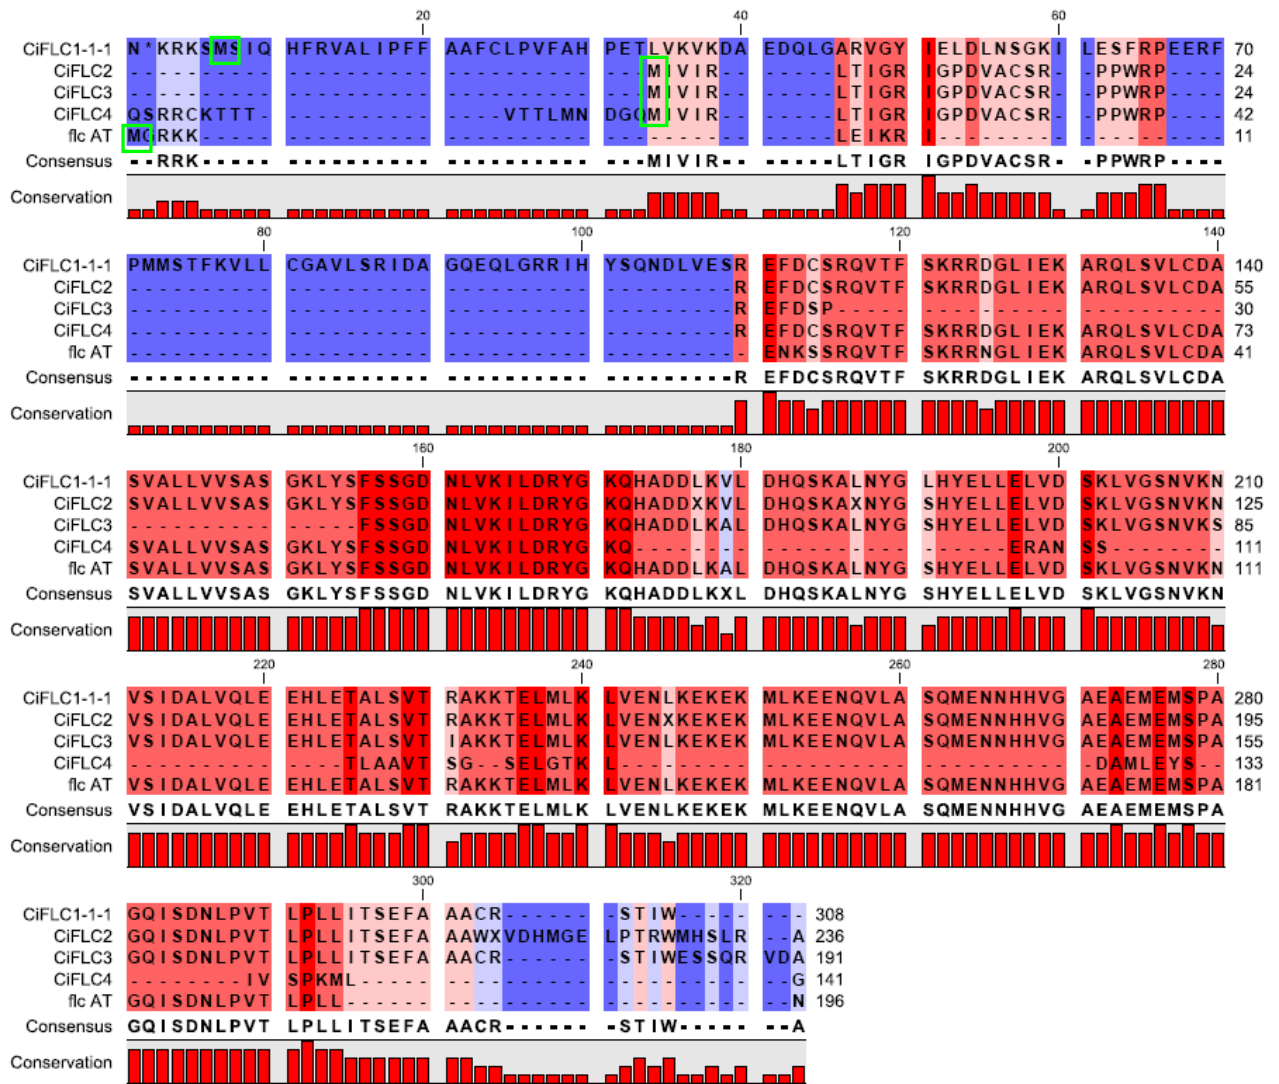 20 40 60
CiFLC1-1-1 N*KRKSMSIQ HFRVALIPFF AAFCLPVFAH PETLVKVKDA EDQLGARVGY IELDLNSGKI LESFRPEERF 70
CiFLC2 ---------- ---------- ---------- ---MIVIR-- -----LTIGR IGPDVACSR- -PPWRP---- 24
CiFLC3 ---------- ---------- ---------- ---MIVIR-- -----LTIGR IGPDVACSR- -PPWRP---- 24
CiFLC4 QSRRCKTTT- ---------- ----VTTLMN DGQMIVIR-- -----LTIGR IGPDVACSR- -PPWRP---- 42
flc AT MGRKK----- ---------- ---------- ---------- -----LEIKR I--------- ---------- 11
Consensus --RRK----- ---------- ---------- ---MIVIR-- -----LTIGR IGPDVACSR- -PPWRP----
Conservation
80 100 120 140
CiFLC1-1-1 PMMSTFKVLL CGAVLSRIDA GQEQLGRRIH YSQNDLVESR EFDCSRQVTF SKRRDGLIEK ARQLSVLCDA 140
CiFLC2 ---------- ---------- ---------- ---------R EFDCSRQVTF SKRRDGLIEK ARQLSVLCDA 55
CiFLC3 ---------- ---------- ---------- ---------R EFDSP----- ---------- ---------- 30
CiFLC4 ---------- ---------- ---------- ---------R EFDCSRQVTF SKRRDGLIEK ARQLSVLCDA 73
flc AT ---------- ---------- ---------- ---------- ENKSSRQVTF SKRRNGLIEK ARQLSVLCDA 41
Consensus ---------- ---------- ---------- ---------R EFDCSRQVTF SKRRDGLIEK ARQLSVLCDA
Conservation
160 180 200
CiFLC1-1-1 SVALLVVSAS GKLYSFSSGD NLVKILDRYG KQHADDLKVL DHQSKALNYG LHYELLELVD SKLVGSNVKN 210
CiFLC2 SVALLVVSAS GKLYSFSSGD NLVKILDRYG KQHADDXKVL DHQSKAXNYG SHYELLELVD SKLVGSNVKN 125
CiFLC3 ---------- -----FSSGD NLVKILDRYG KQHADDLKAL DHQSKALNYG SHYELLELVD SKLVGSNVKS 85
CiFLC4 SVALLVVSAS GKLYSFSSGD NLVKILDRYG KQ-------- ---------- ------ERAN SS-------- 111
flc AT SVALLVVSAS GKLYSFSSGD NLVKILDRYG KQHADDLKAL DHQSKALNYG SHYELLELVD SKLVGSNVKN 111
Consensus SVALLVVSAS GKLYSFSSGD NLVKILDRYG KQHADDLKXL DHQSKALNYG SHYELLELVD SKLVGSNVKN
Conservation
220 240 260 280
CiFLC1-1-1 VSIDALVQLE EHLETALSVT RAKKTELMLK LVENLKEKEK MLKEENQVLA SQMENNHHVG AEAEMEMSPA 280
CiFLC2 VSIDALVQLE EHLETALSVT RAKKTELMLK LVENXKEKEK MLKEENQVLA SQMENNHHVG AEAEMEMSPA 195
CiFLC3 VSIDALVQLE EHLETALSVT IAKKTELMLK LVENLKEKEK MLKEENQVLA SQMENNHHVG AEAEMEMSPA 155
CiFLC4 ---------- ----TLAAVT SG--SELGTK L--------- ---------- ---------- -DAMLEYS-- 133
flc AT VSIDALVQLE EHLETALSVT RAKKTELMLK LVENLKEKEK MLKEENQVLA SQMENNHHVG AEAEMEMSPA 181
Consensus VSIDALVQLE EHLETALSVT RAKKTELMLK LVENLKEKEK MLKEENQVLA SQMENNHHVG AEAEMEMSPA
Conservation
300 320
CiFLC1-1-1 GQISDNLPVT LPLLITSEFA AACR------ -STIW----- --- 308
CiFLC2 GQISDNLPVT LPLLITSEFA AAWXVDHMGE LPTRWMHSLR --A 236
CiFLC3 GQISDNLPVT LPLLITSEFA AACR------ -STIWESSQR VDA 191
CiFLC4 --------IV SPKML----- ---------- ---------- --G 141
flc AT GQISDNLPVT LPLL------ ---------- ---------- --N 196
Consensus GQISDNLPVT LPLLITSEFA AACR------ -STIW----- --A
Conservation